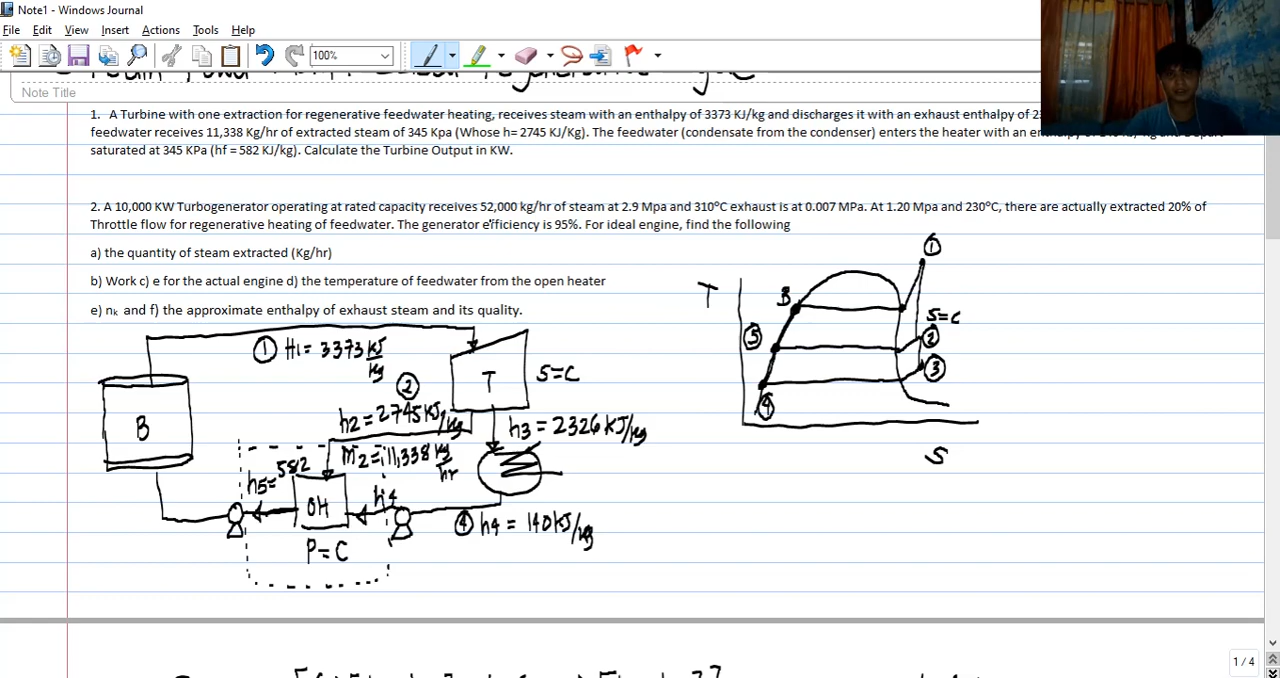 Note1 - Windows Journal
File Edit View Insert Actions Tools Help
100%
Note Title
1. A Turbine with one extraction for regenerative feedwater heating, receives steam with an enthalpy of 3373 KJ/kg and discharges it with an exhaust enthalpy of
feedwater receives 11,338 Kg/hr of extracted steam of 345 Kpa (Whose h= 2745 KJ/Kg). The feedwater (condensate from the condenser) enters the heater with an
saturated at 345 KPa (hf = 582 KJ/kg). Calculate the Turbine Output in KW.
2. A 10,000 KW Turbogenerator operating at rated capacity receives 52,000 kg/hr of steam at 2.9 Mpa and 310°C exhaust is at 0.007 MPa. At 1.20 Mpa and 230°C, there are actually extracted 20% of
Throttle flow for regenerative heating of feedwater. The generator efficiency is 95%. For ideal engine, find the following
a) the quantity of steam extracted (Kg/hr)
b) Work c) e for the actual engine d) the temperature of feedwater from the open heater
e) nk and f) the approximate enthalpy of exhaust steam and its quality.
① H1 = 3373 KJ/kg
T S=C
②
h2 = 2745 KJ/kg
h3 = 2326 KJ/kg
B
M2 = 11,338 kg/hr
h5 = 582
OH
h4
④ h4 = 140 KJ/kg
P=C
T
①
B
S=C
⑤ ②
③
④
S
1 / 4